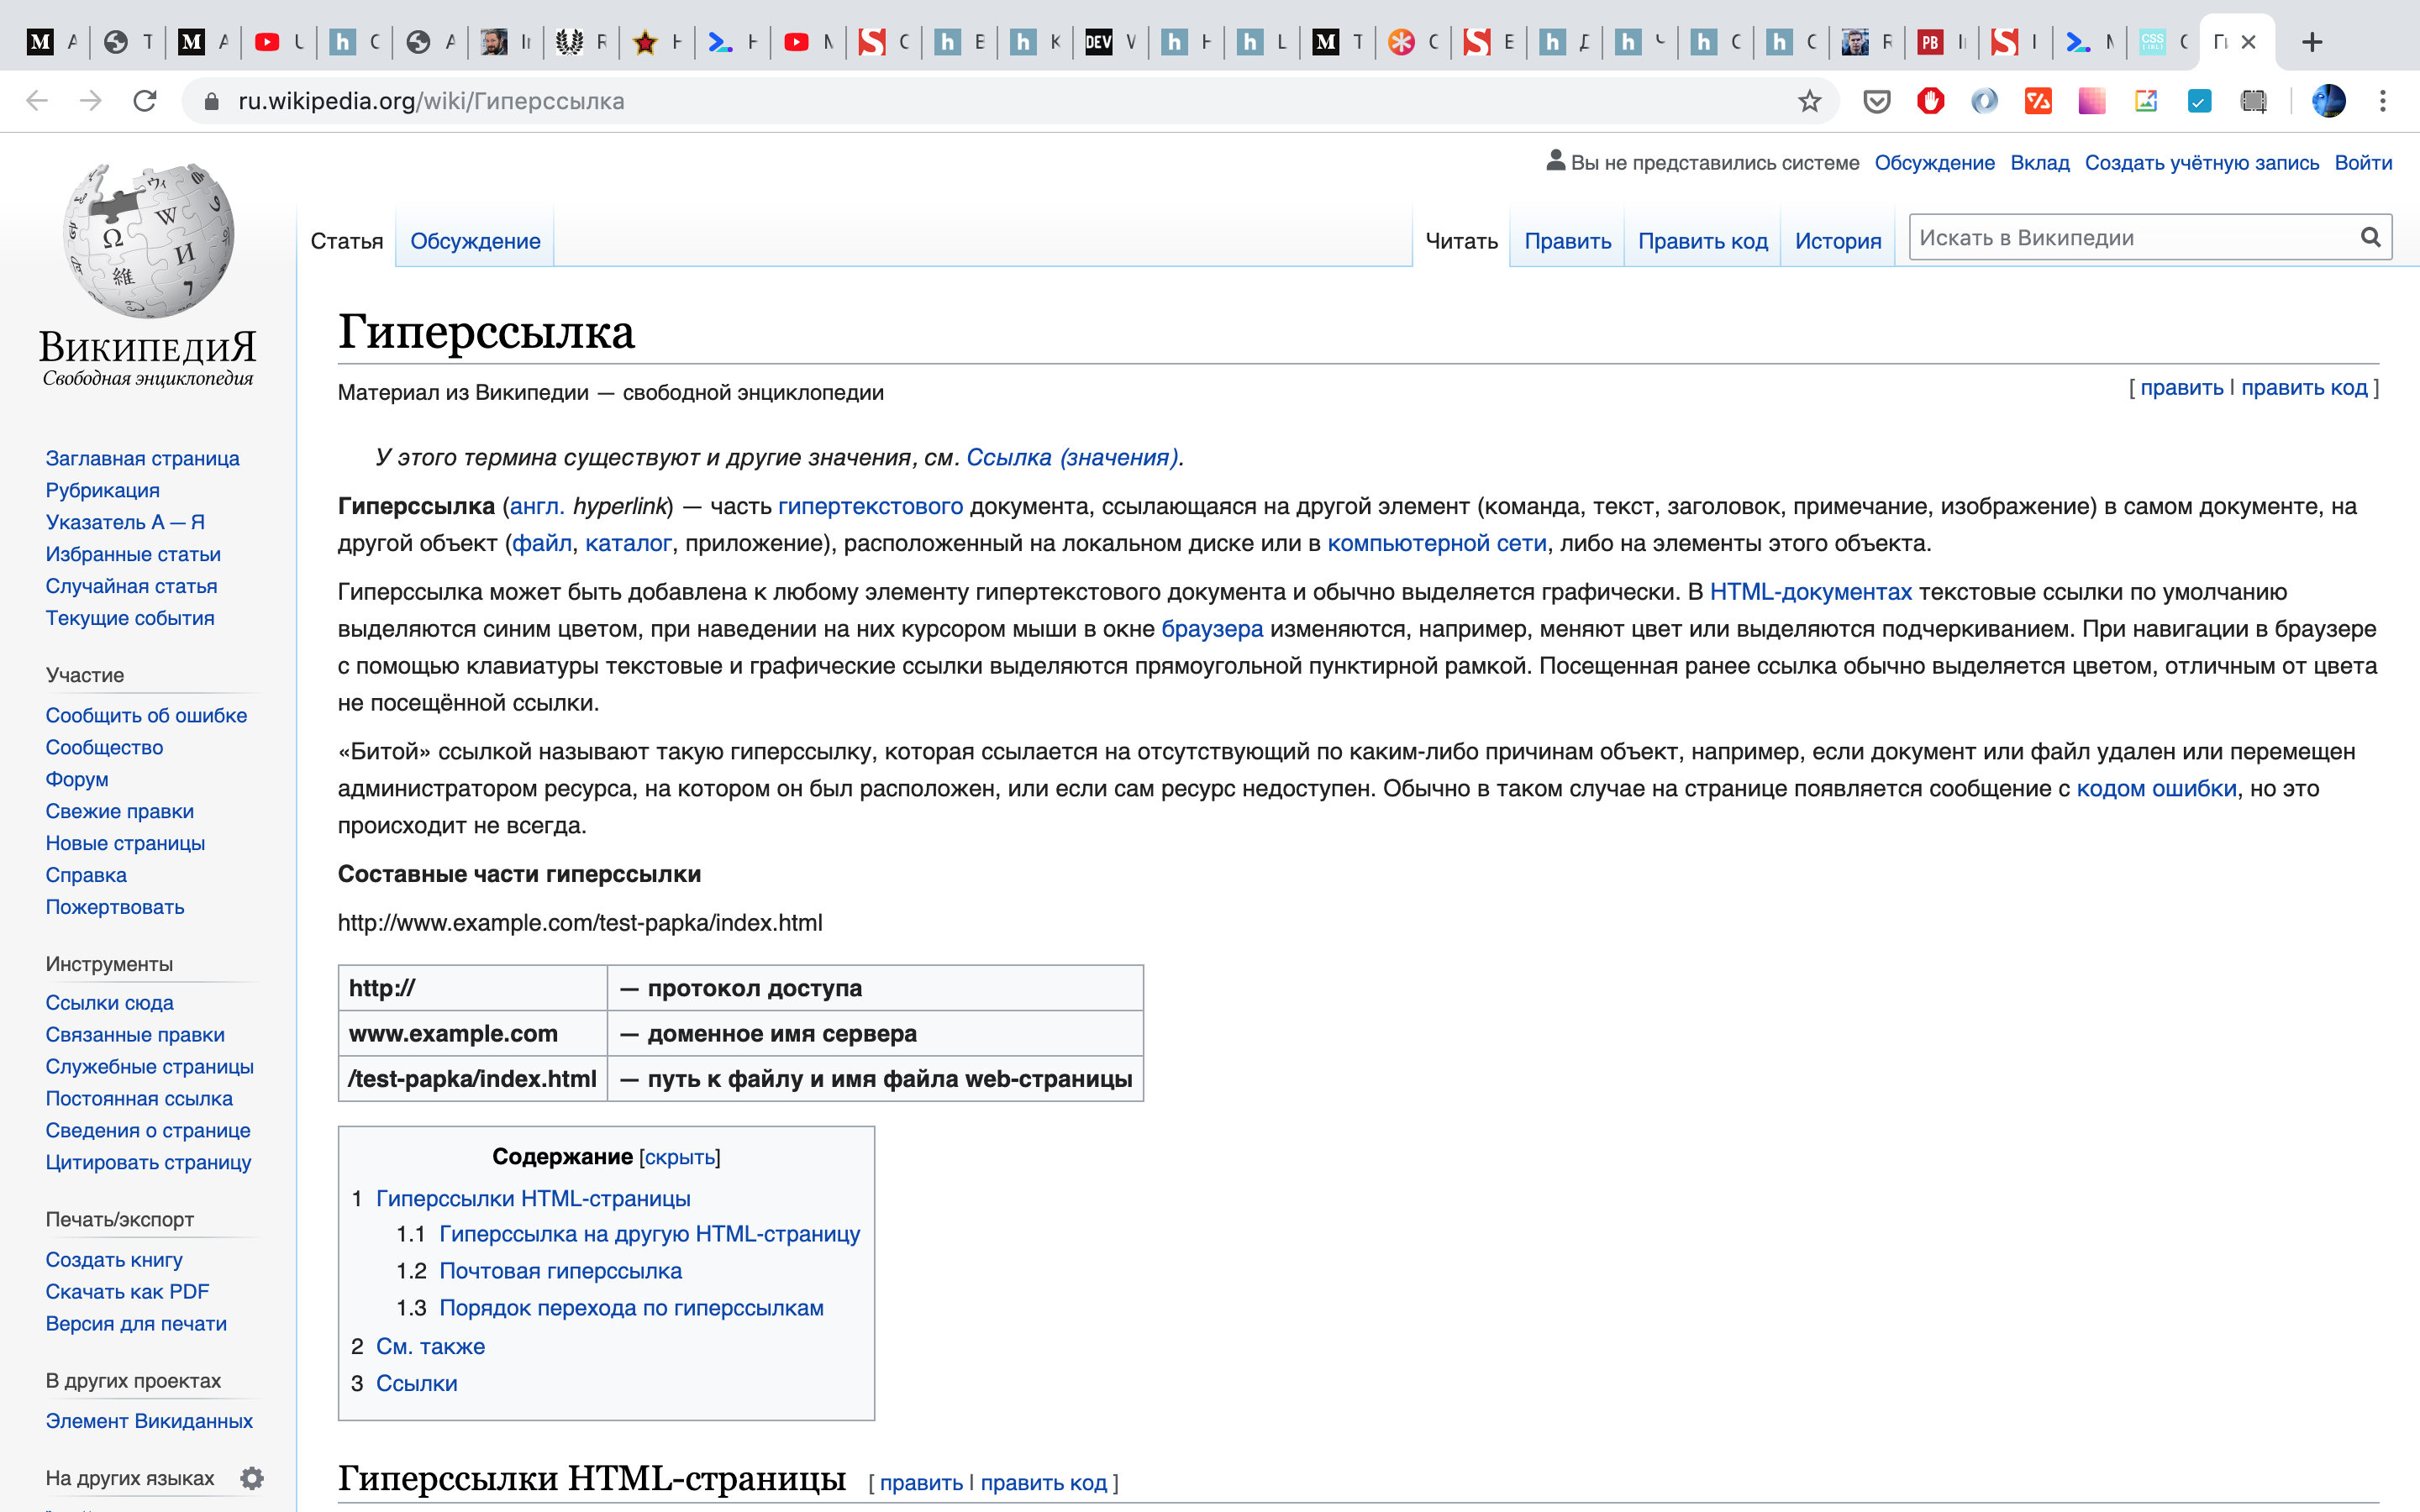 ru.wikipedia.org/wiki/Гиперссылка
Вы не представились системе Обсуждение Вклад Создать учётную запись Войти
Статья Обсуждение Читать Править Править код История Искать в Википедии
ВикипедиЯ
Свободная энциклопедия
Заглавная страница
Рубрикация
Указатель А — Я
Избранные статьи
Случайная статья
Текущие события
Участие
Сообщить об ошибке
Сообщество
Форум
Свежие правки
Новые страницы
Справка
Пожертвовать
Инструменты
Ссылки сюда
Связанные правки
Служебные страницы
Постоянная ссылка
Сведения о странице
Цитировать страницу
Печать/экспорт
Создать книгу
Скачать как PDF
Версия для печати
В других проектах
Элемент Викиданных
На других языках
Гиперссылка
Материал из Википедии — свободной энциклопедии
[ править | править код ]
У этого термина существуют и другие значения, см. Ссылка (значения).
Гиперссылка (англ. hyperlink) — часть гипертекстового документа, ссылающаяся на другой элемент (команда, текст, заголовок, примечание, изображение) в самом документе, на
другой объект (файл, каталог, приложение), расположенный на локальном диске или в компьютерной сети, либо на элементы этого объекта.
Гиперссылка может быть добавлена к любому элементу гипертекстового документа и обычно выделяется графически. В HTML-документах текстовые ссылки по умолчанию
выделяются синим цветом, при наведении на них курсором мыши в окне браузера изменяются, например, меняют цвет или выделяются подчеркиванием. При навигации в браузере
с помощью клавиатуры текстовые и графические ссылки выделяются прямоугольной пунктирной рамкой. Посещенная ранее ссылка обычно выделяется цветом, отличным от цвета
не посещённой ссылки.
«Битой» ссылкой называют такую гиперссылку, которая ссылается на отсутствующий по каким-либо причинам объект, например, если документ или файл удален или перемещен
администратором ресурса, на котором он был расположен, или если сам ресурс недоступен. Обычно в таком случае на странице появляется сообщение с кодом ошибки, но это
происходит не всегда.
Составные части гиперссылки
http://www.example.com/test-papka/index.html
http:// — протокол доступа
www.example.com — доменное имя сервера
/test-papka/index.html — путь к файлу и имя файла web-страницы
Содержание [скрыть]
1 Гиперссылки HTML-страницы
1.1 Гиперссылка на другую HTML-страницу
1.2 Почтовая гиперссылка
1.3 Порядок перехода по гиперссылкам
2 См. также
3 Ссылки
Гиперссылки HTML-страницы [ править | править код ]